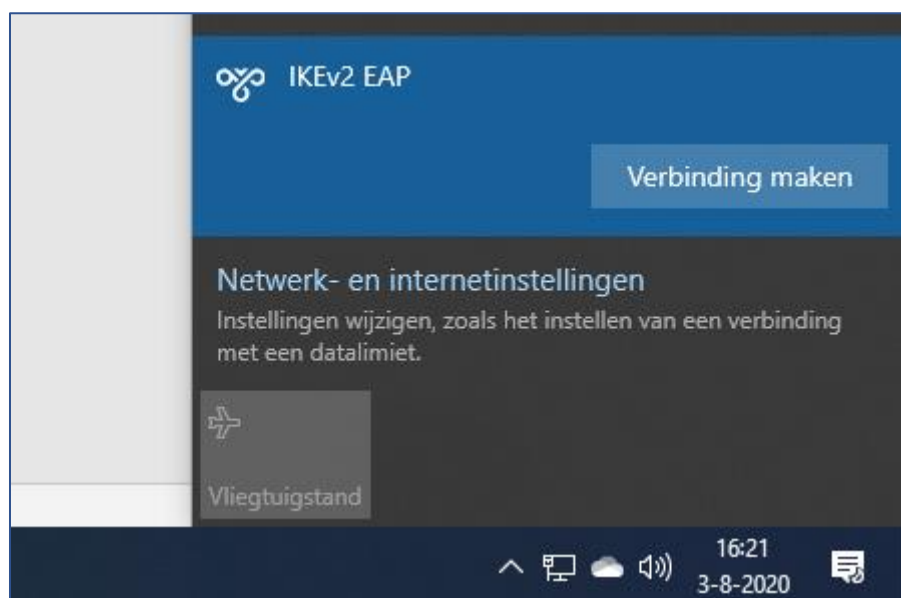 IKEv2 EAP
Verbinding maken
Netwerk- en internetinstellingen
Instellingen wijzigen, zoals het instellen van een verbinding
met een datalimiet.
Vliegtuigstand
16:21
3-8-2020